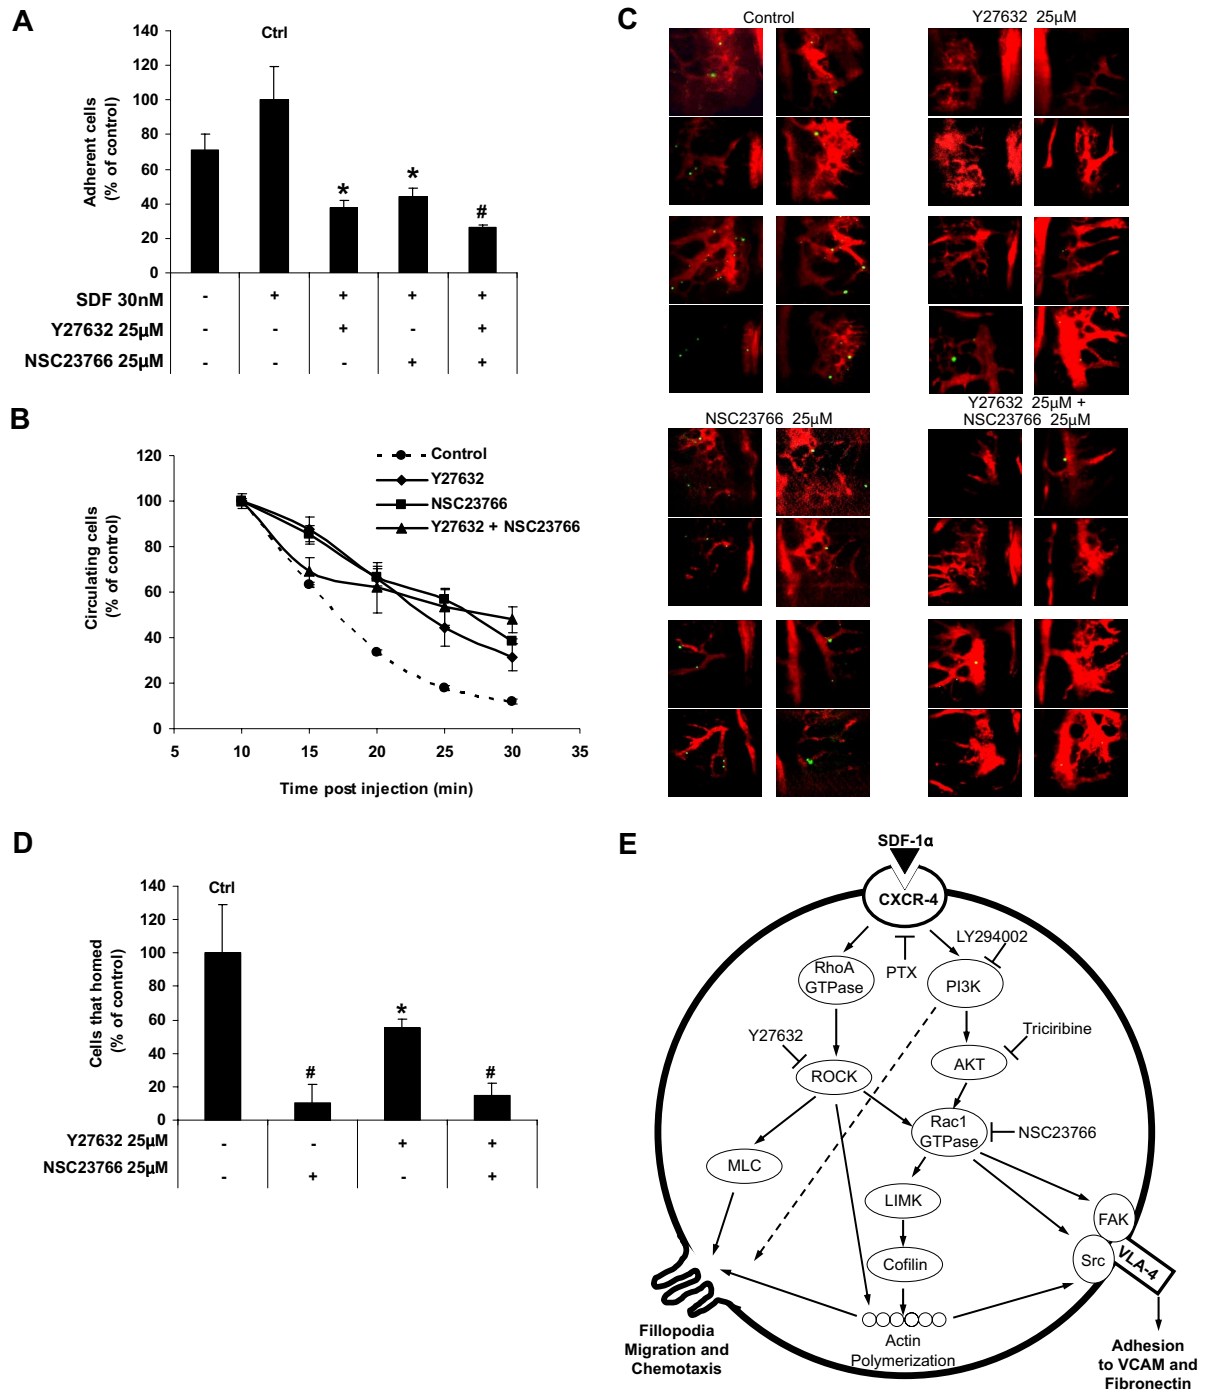 A
Adherent cells
(% of control)
140
120
100
80
60
40
20
0
Ctrl
*
*
#
SDF 30nM - + + + +
Y27632 25µM - - + - +
NSC23766 25µM - - - + +
B
Circulating cells
(% of control)
120
100
80
60
40
20
0
Control
Y27632
NSC23766
Y27632 + NSC23766
5 10 15 20 25 30 35
Time post injection (min)
C
Control
Y27632 25µM
NSC23766 25µM
Y27632 25µM +
NSC23766 25µM
D
Cells that homed
(% of control)
140
120
100
80
60
40
20
0
Ctrl
#
*
#
Y27632 25µM - - + +
NSC23766 25µM - + - +
E
SDF-1α
CXCR-4
LY294002
RhoA
GTPase
PTX
PI3K
Y27632
Triciribine
ROCK
AKT
Rac1
GTPase
NSC23766
MLC
LIMK
FAK
Cofilin
Src
VLA-4
Actin
Polymerization
Fillopodia
Migration and
Chemotaxis
Adhesion
to VCAM and
Fibronectin